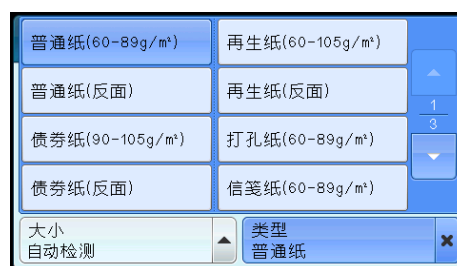 普通纸(60-89g/m²)
再生纸(60-105g/m²)
普通纸(反面)
再生纸(反面)
1
3
债券纸(90-105g/m²)
打孔纸(60-89g/m²)
债券纸(反面)
信笺纸(60-89g/m²)
大小
自动检测
类型
普通纸